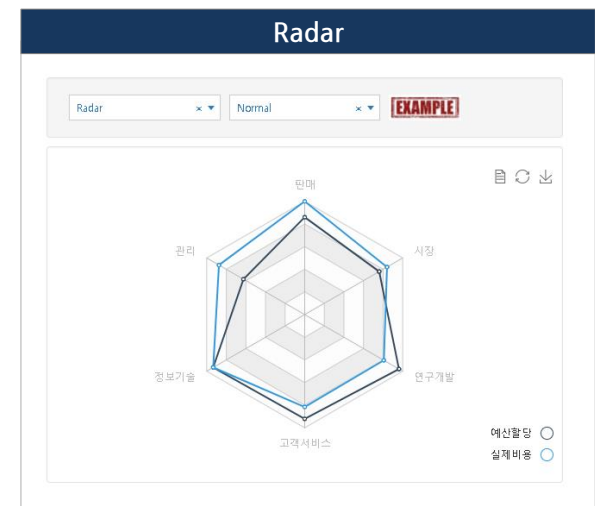 Radar
Radar × ▼ Normal × ▼ EXAMPLE
판매
관리
시장
정보기술
연구개발
고객서비스
예산할당
실제비용